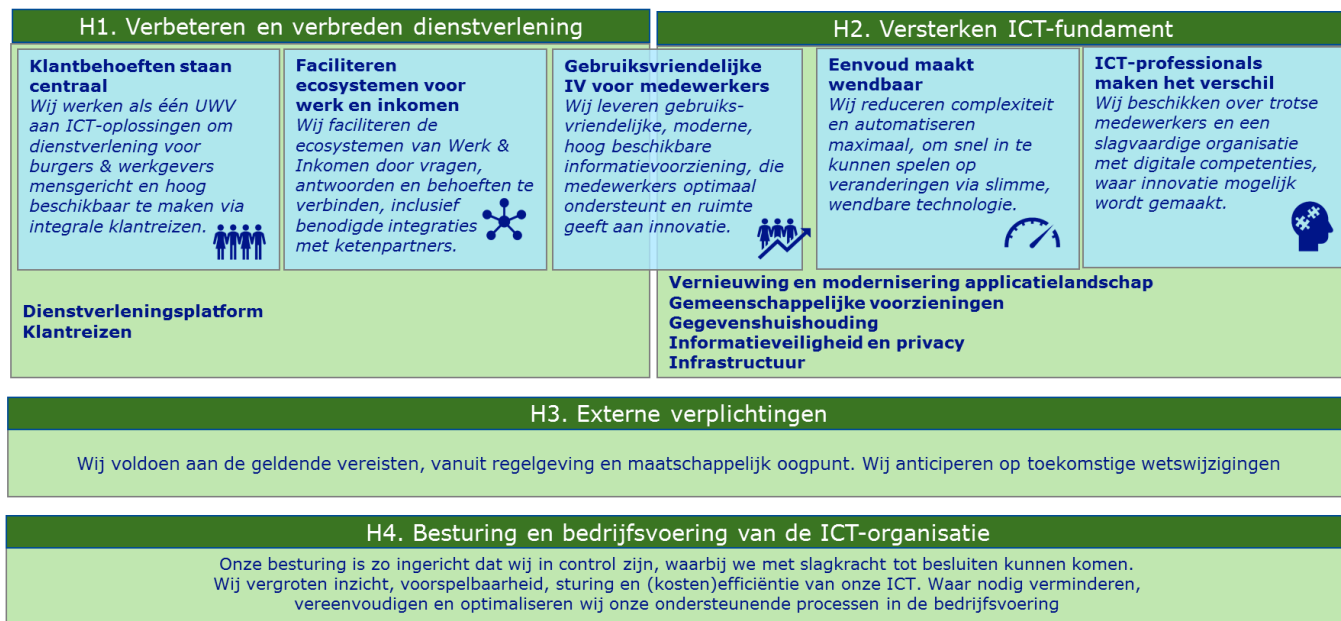 H1. Verbeteren en verbreden dienstverlening
Klantbehoeften staan
centraal
Wij werken als één UWV
aan ICT-oplossingen om
dienstverlening voor
burgers & werkgevers
mensgericht en hoog
beschikbaar te maken via
integrale klantreizen.
Faciliteren
ecosystemen voor
werk en inkomen
Wij faciliteren de
ecosystemen van Werk &
Inkomen door vragen,
antwoorden en behoeften te
verbinden, inclusief
benodigde integraties
met ketenpartners.
Gebruiksvriendelijke
IV voor medewerkers
Wij leveren gebruiks-
vriendelijke, moderne,
hoog beschikbare
informatievoorziening, die
medewerkers optimaal
ondersteunt en ruimte
geeft aan innovatie.
Dienstverleningsplatform
Klantreizen
H2. Versterken ICT-fundament
Eenvoud maakt
wendbaar
Wij reduceren complexiteit
en automatiseren
maximaal, om snel in te
kunnen spelen op
veranderingen via slimme,
wendbare technologie.
ICT-professionals
maken het verschil
Wij beschikken over trotse
medewerkers en een
slagvaardige organisatie
met digitale competenties,
waar innovatie mogelijk
wordt gemaakt.
Vernieuwing en modernisering applicatielandschap
Gemeenschappelijke voorzieningen
Gegevenshuishouding
Informatieveiligheid en privacy
Infrastructuur
H3. Externe verplichtingen
Wij voldoen aan de geldende vereisten, vanuit regelgeving en maatschappelijk oogpunt. Wij anticiperen op toekomstige wetswijzigingen
H4. Besturing en bedrijfsvoering van de ICT-organisatie
Onze besturing is zo ingericht dat wij in control zijn, waarbij we met slagkracht tot besluiten kunnen komen.
Wij vergroten inzicht, voorspelbaarheid, sturing en (kosten)efficiëntie van onze ICT. Waar nodig verminderen,
vereenvoudigen en optimaliseren wij onze ondersteunende processen in de bedrijfsvoering